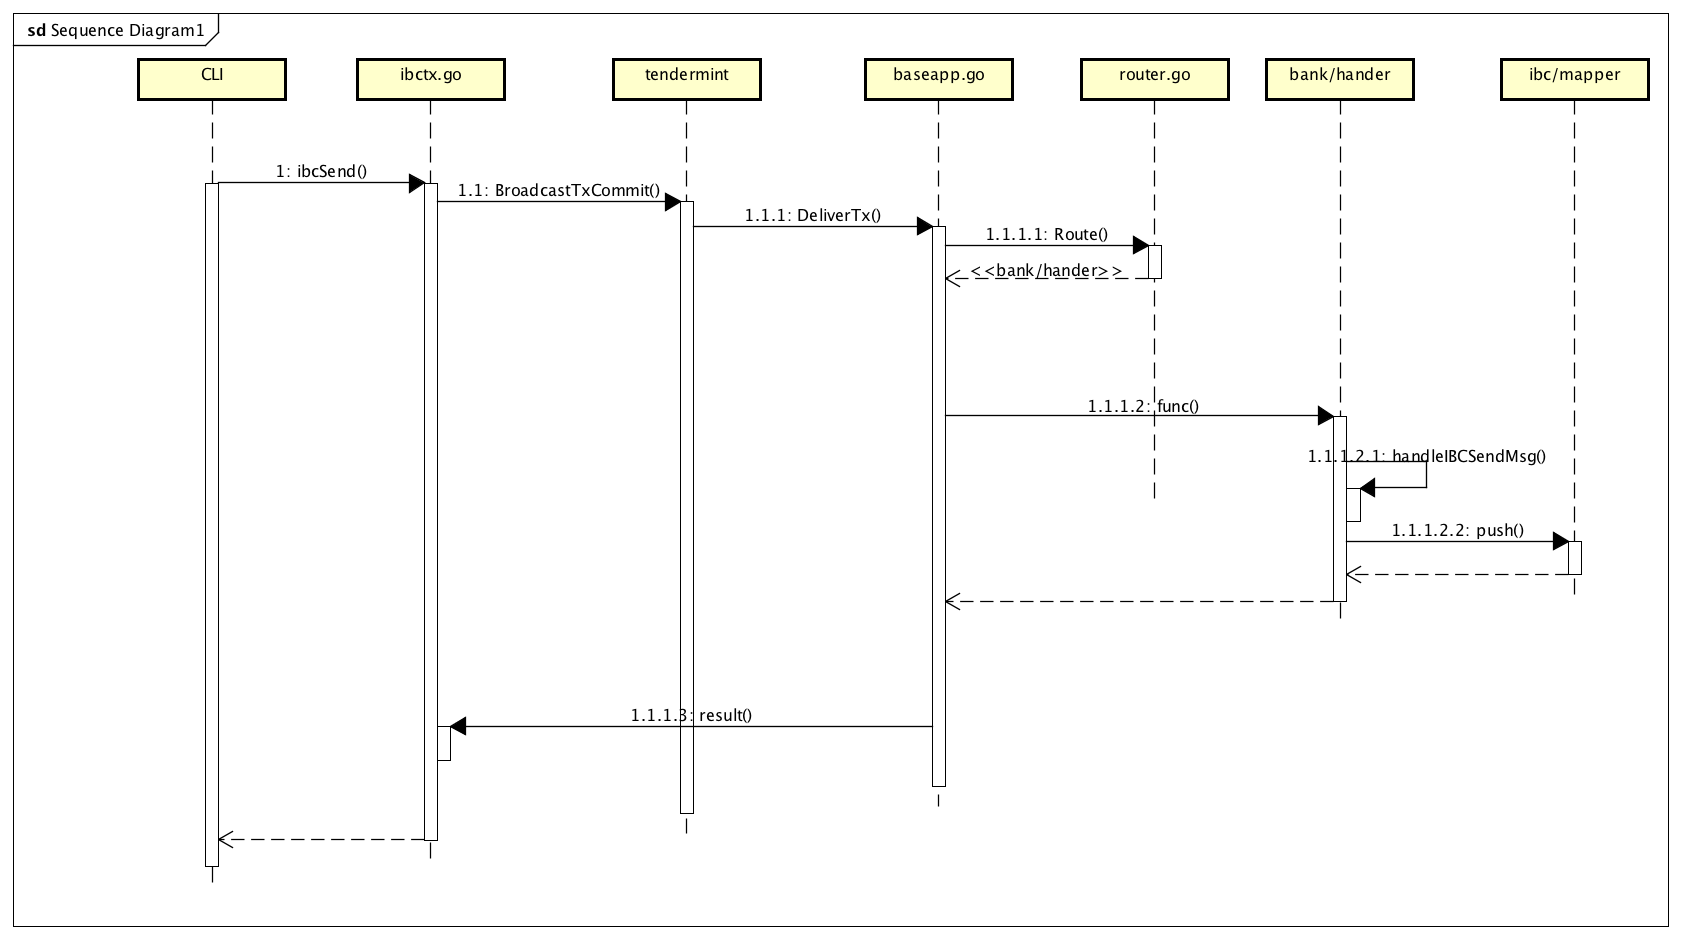 sd Sequence Diagram1
CLI
ibctx.go
tendermint
baseapp.go
router.go
bank/hander
ibc/mapper
1: ibcSend()
1.1: BroadcastTxCommit()
1.1.1: DeliverTx()
1.1.1.1: Route()
<<bank/hander>>
1.1.1.2: func()
1.1.1.2.1: handleIBCSendMsg()
1.1.1.2.2: push()
1.1.1.3: result()